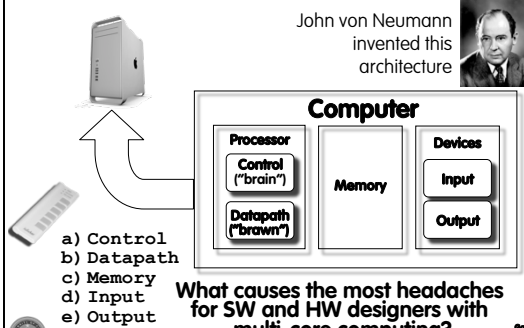 John von Neumann
invented this
architecture
Computer
Processor
Control
("brain")
Datapath
("brawn")
Memory
Devices
Input
Output
a) Control
b) Datapath
c) Memory
d) Input
e) Output
What causes the most headaches
for SW and HW designers with
multi-core computing?